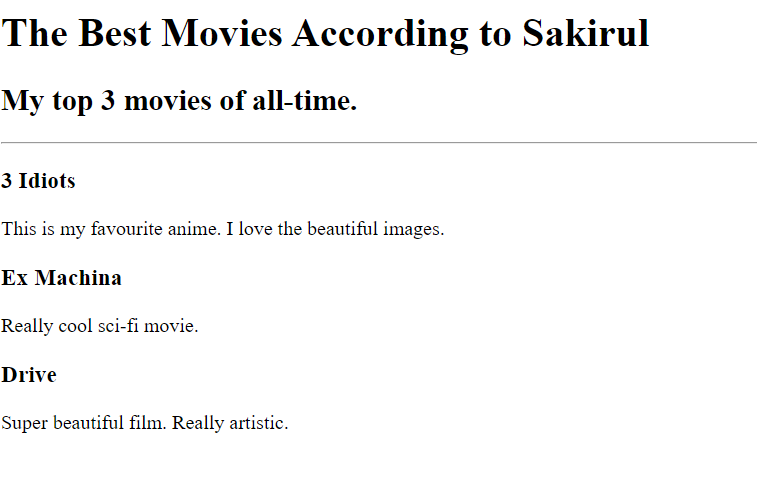 The Best Movies According to Sakirul
My top 3 movies of all-time.
3 Idiots
This is my favourite anime. I love the beautiful images.
Ex Machina
Really cool sci-fi movie.
Drive
Super beautiful film. Really artistic.